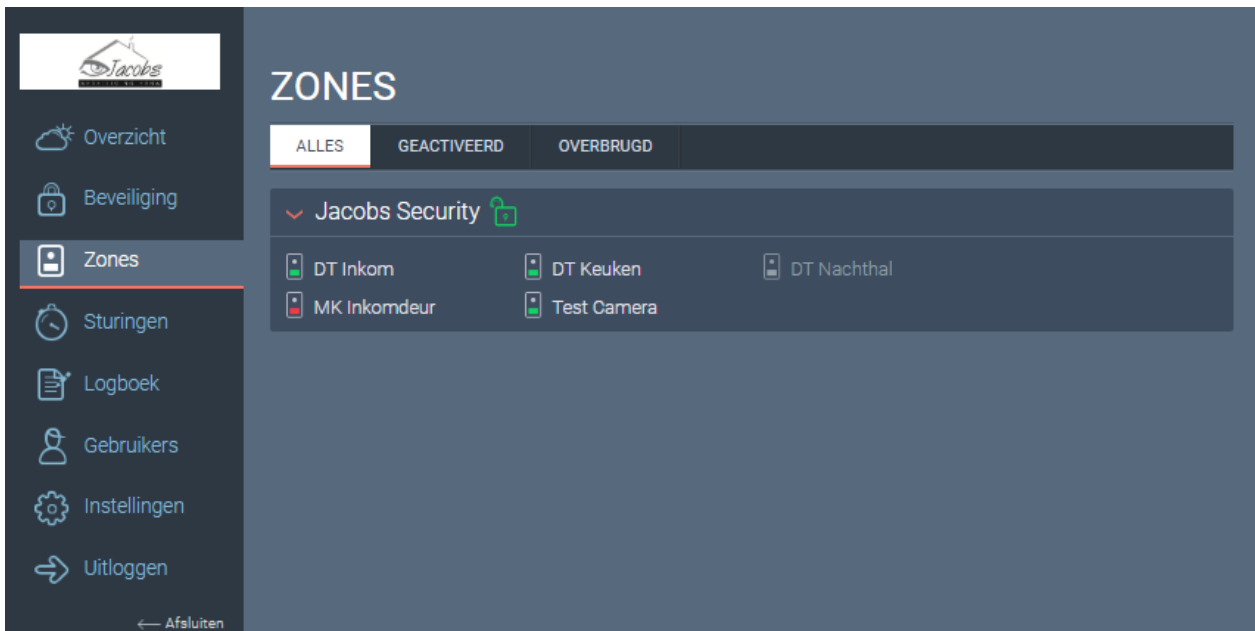 Jacobs
Overzicht
Beveiliging
Zones
Sturingen
Logboek
Gebruikers
Instellingen
Uitloggen
← Afsluiten
ZONES
ALLES GEACTIVEERD OVERBRUGD
Jacobs Security
DT Inkom DT Keuken DT Nachthal
MK Inkomdeur Test Camera